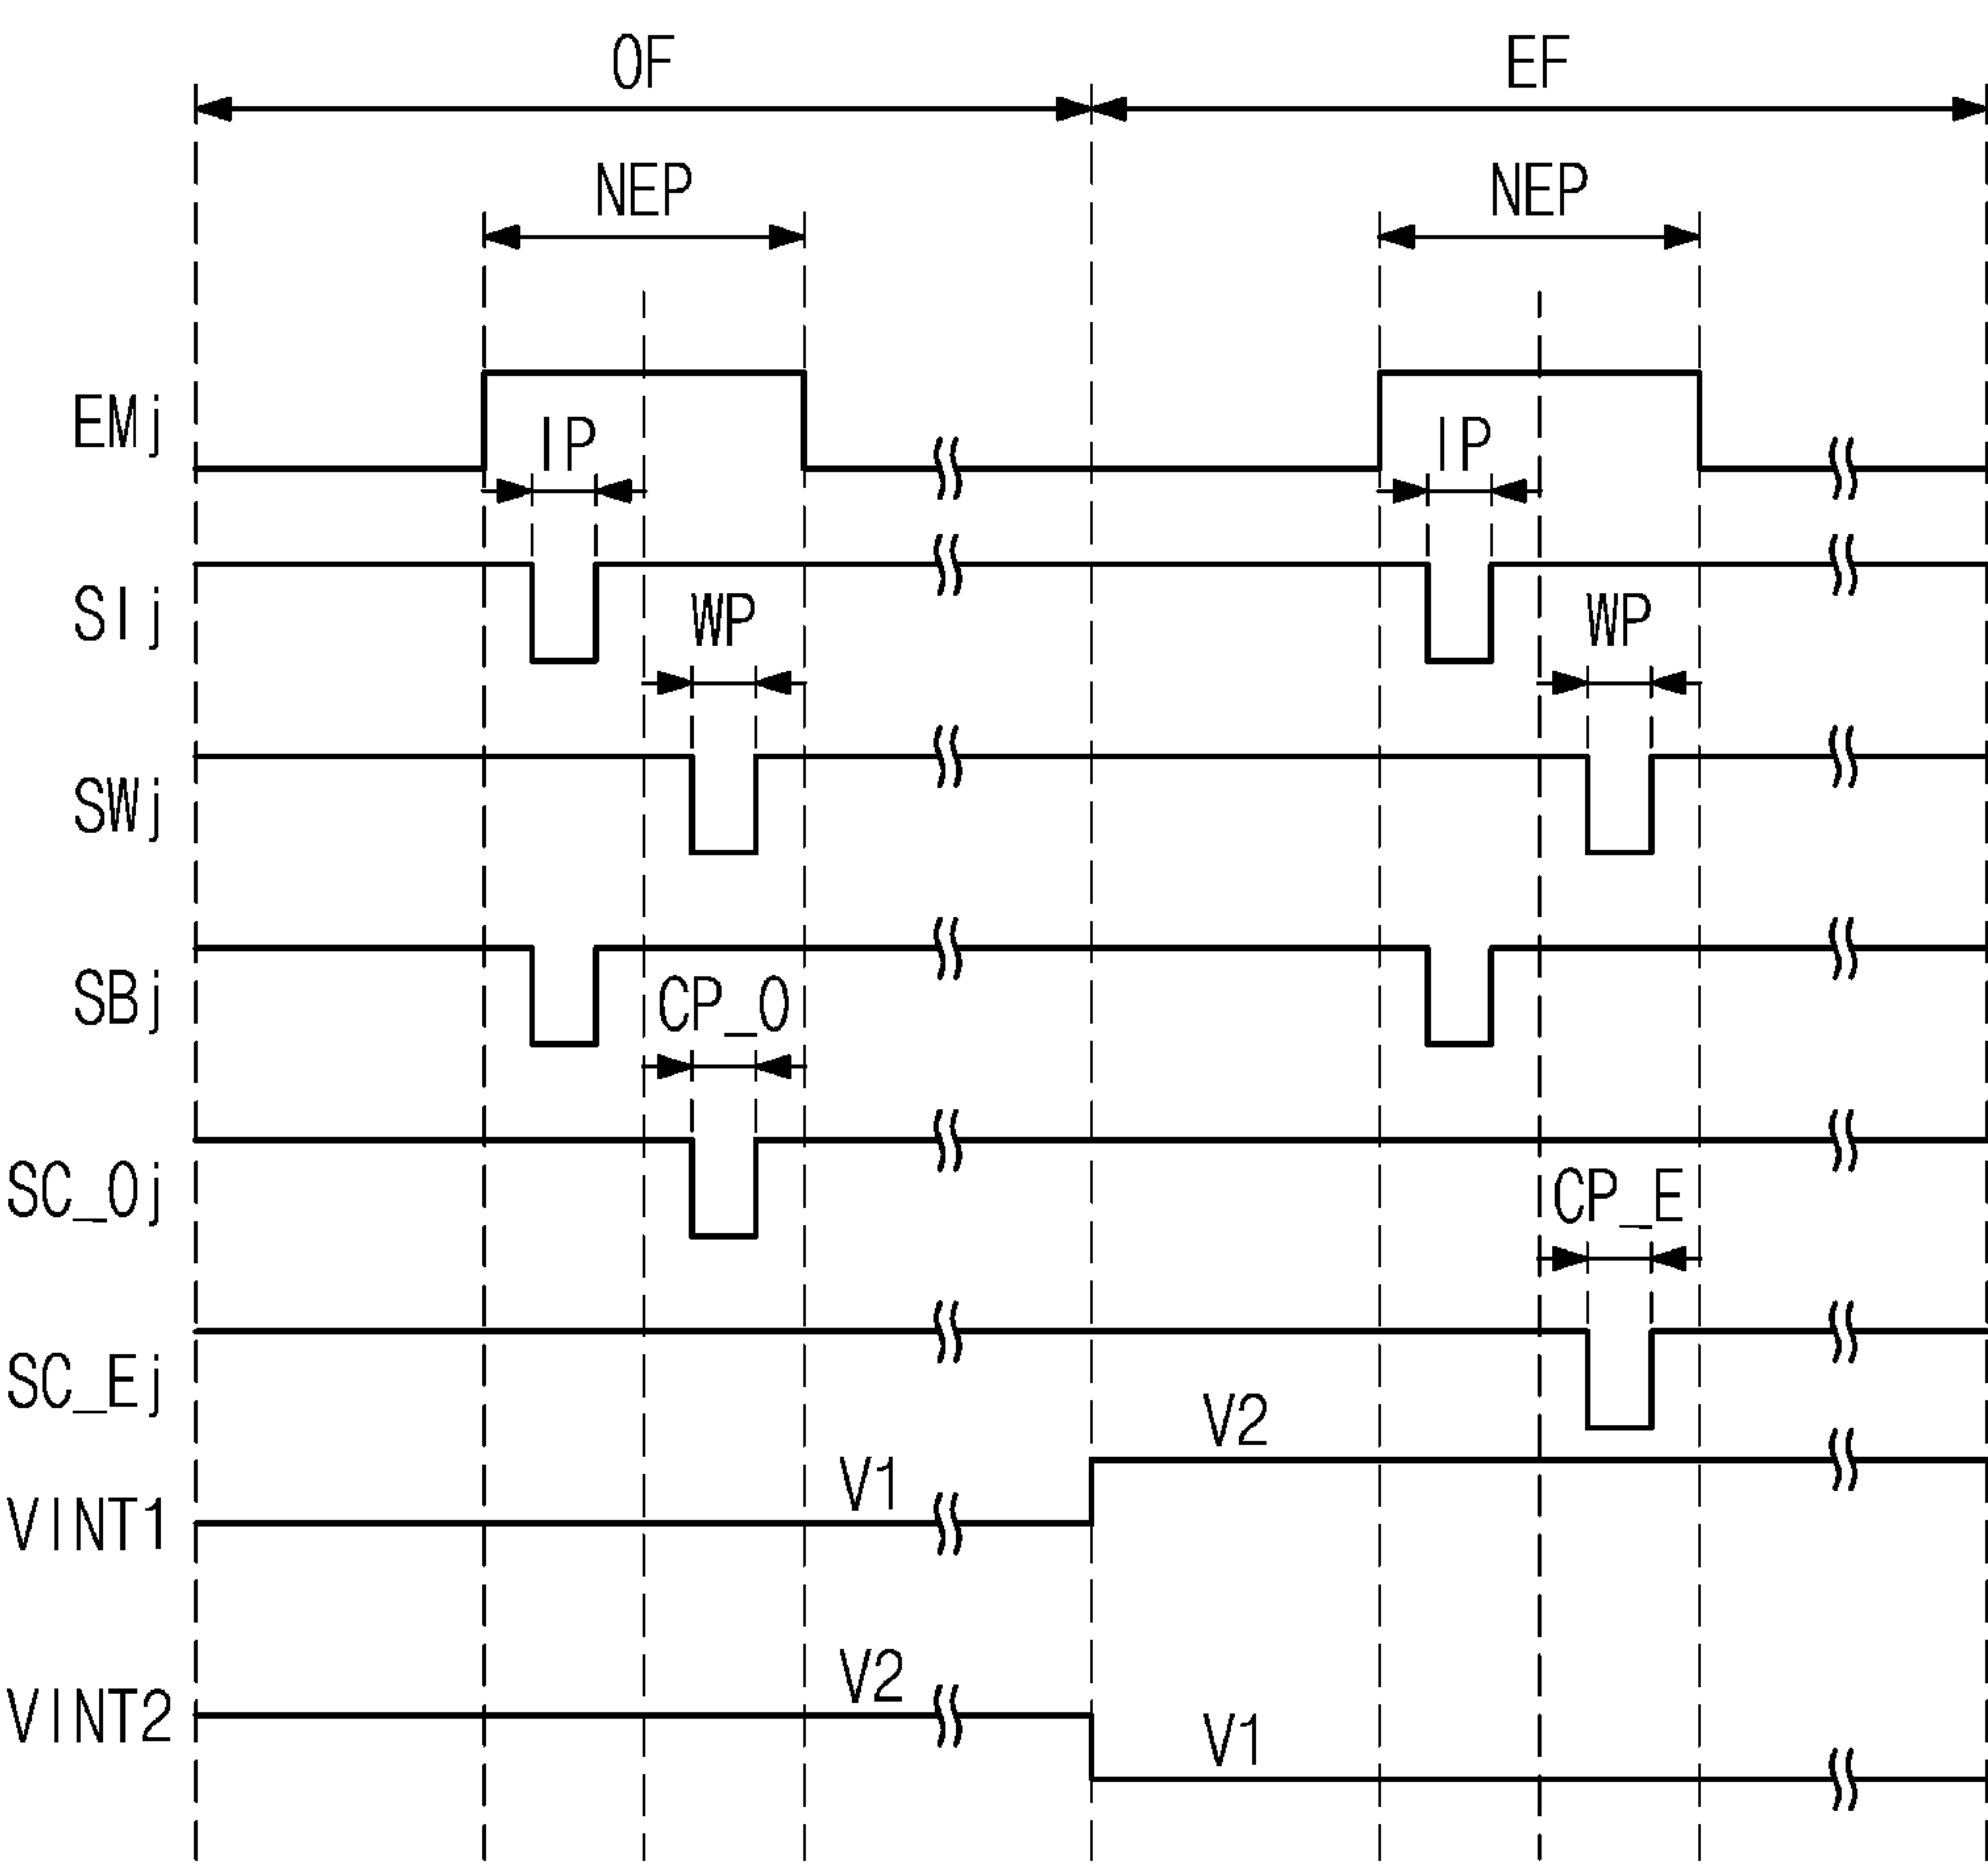 OF EF
NEP NEP
EMj IP IP
SIj WP WP
SWj
SBj CP_O
SC_Oj CP_E
SC_Ej V2
VINT1 V1
VINT2 V2 V1